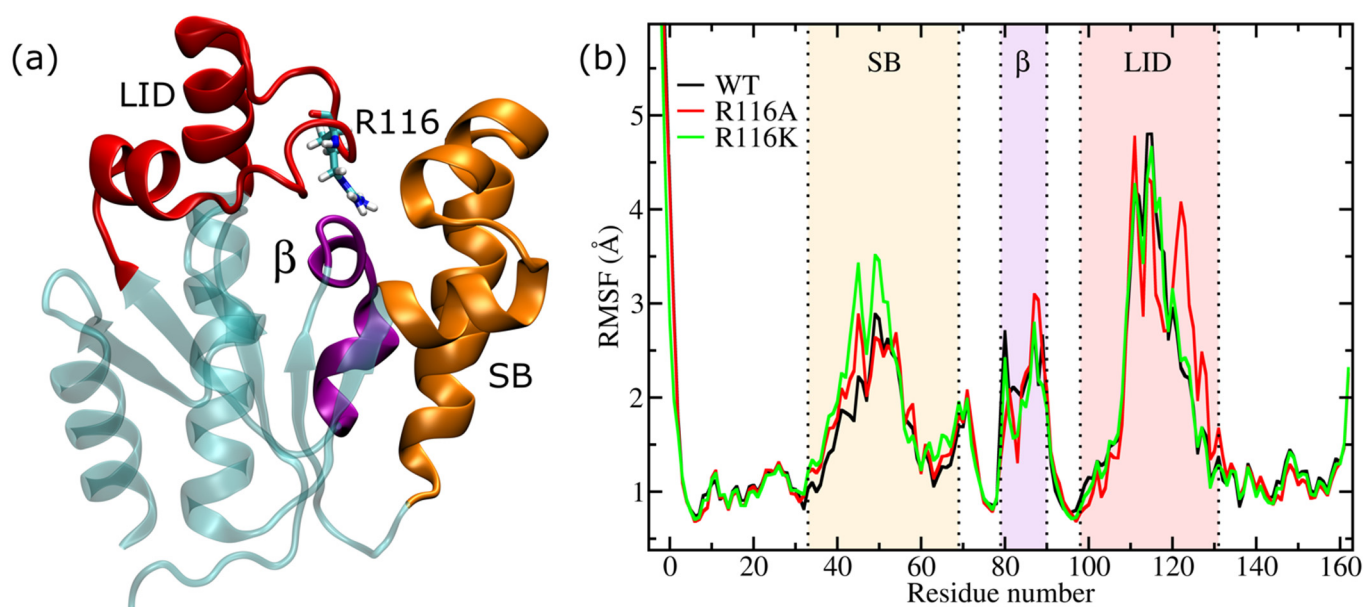 (a)
LID
R116
β
SB
(b)
SB
β
LID
WT
R116A
R116K
RMSF (Å)
5
4
3
2
1
0
20
40
60
80
100
120
140
160
Residue number